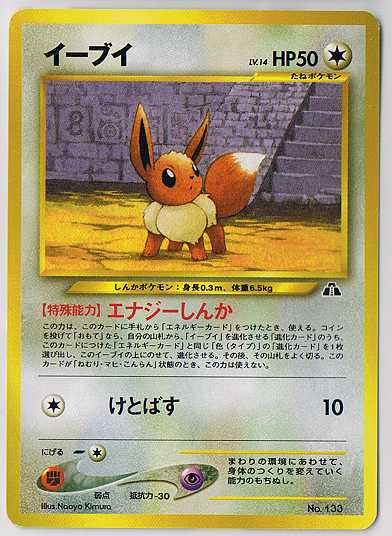 イーブイ LV.14 HP50
たねポケモン
しんかポケモン：身長0.3m、体重6.5kg
【特殊能力】エナジーしんか
この力は、このカードに手札から「エネルギーカード」をつけたとき、使える。コイン
を投げて「おもて」なら、自分の山札から、「イーブイ」を進化させる「進化カード」のうち、
このカードにつけた「エネルギーカード」と同じ「色（タイプ）」の「進化カード」を1枚
選び出し、このイーブイの上にのせて、進化させる。その後、その山札をよく切る。このカー
ドが「ねむり・マヒ・こんらん」状態のとき、この力は使えない。
けとばす 10
にげる
弱点 抵抗力-30
まわりの環境にあわせて、
身体のつくりを変えていく
能力のもちぬし。
Illus.Naoyo Kimura
No. 133